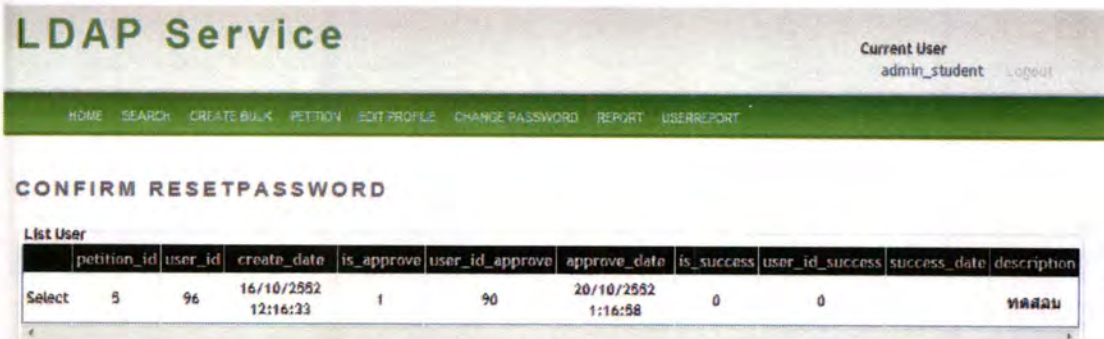 LDAP Service
Current User
admin_student Logout
HOME SEARCH CREATE BULK PETITION EDIT PROFILE CHANGE PASSWORD REPORT USERREPORT
CONFIRM RESETPASSWORD
List User
petition_id user_id create_date is_approve user_id_approve approve_date is_success user_id_success success_date description
Select 5 96 16/10/2552 12:16:33 1 90 20/10/2552 1:16:58 0 0 ทดสอบ